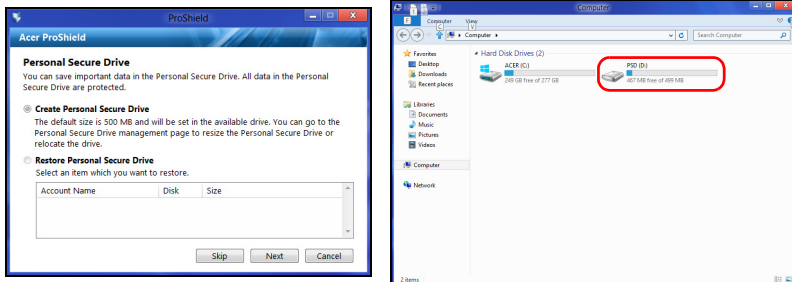 ProShield
Acer ProShield
Personal Secure Drive
You can save important data in the Personal Secure Drive. All data in the Personal
Secure Drive are protected.
Create Personal Secure Drive
The default size is 500 MB and will be set in the available drive. You can go to the
Personal Secure Drive management page to resize the Personal Secure Drive or
relocate the drive.
Restore Personal Secure Drive
Select an item which you want to restore.
Account Name Disk Size
Skip Next Cancel
Computer
F Computer View
C V
Computer
Search Computer
Favorites
Desktop
Downloads
Recent places
Libraries
Documents
Music
Pictures
Videos
Computer
Network
Hard Disk Drives (2)
ACER (C:)
249 GB free of 277 GB
PSD (D:)
467 MB free of 499 MB
2 items